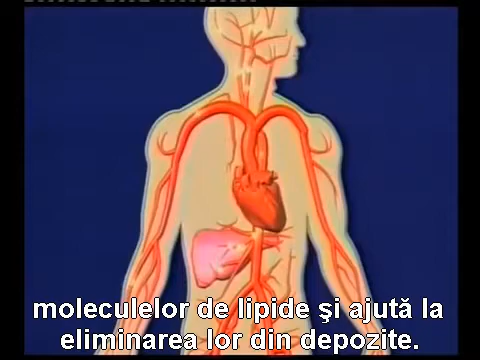 moleculelor de lipide şi ajută la
eliminarea lor din depozite.